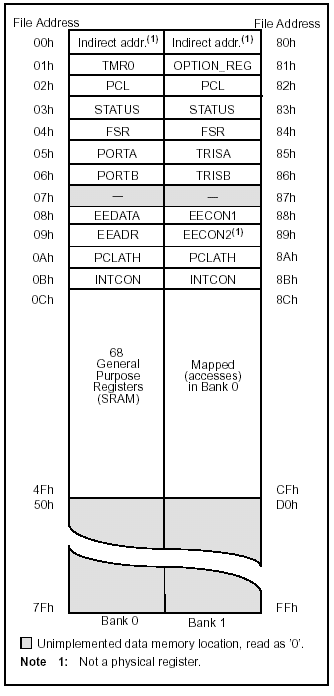 File Address File Address
00h Indirect addr.(1) Indirect addr.(1) 80h
01h TMR0 OPTION_REG 81h
02h PCL PCL 82h
03h STATUS STATUS 83h
04h FSR FSR 84h
05h PORTA TRISA 85h
06h PORTB TRISB 86h
07h — — 87h
08h EEDATA EECON1 88h
09h EEADR EECON2(1) 89h
0Ah PCLATH PCLATH 8Ah
0Bh INTCON INTCON 8Bh
0Ch 8Ch
68
General
Purpose
Registers
(SRAM)
Mapped
(accesses)
in Bank 0
4Fh CFh
50h D0h
7Fh FFh
Bank 0 Bank 1
Unimplemented data memory location, read as '0'.
Note 1: Not a physical register.